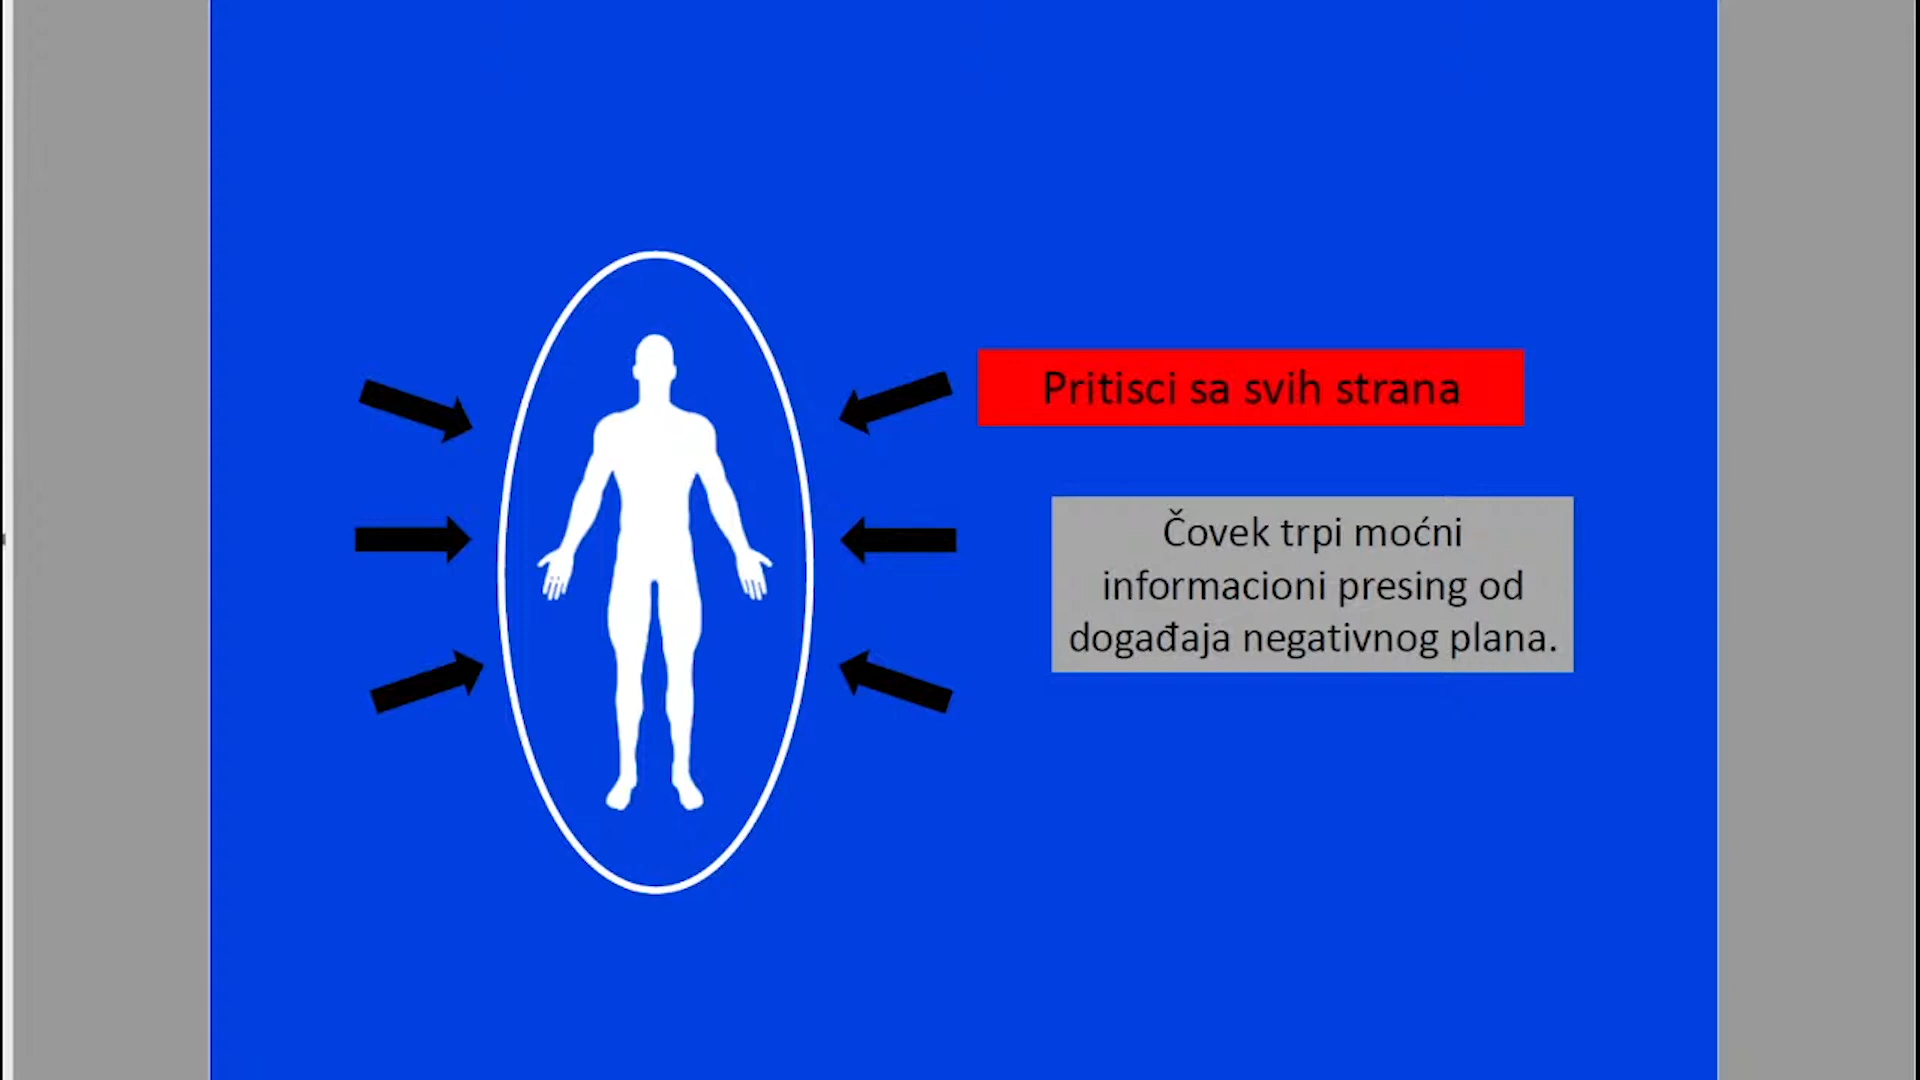 Pritisci sa svih strana
Čovek trpi moćni
informacioni presing od
događaja negativnog plana.